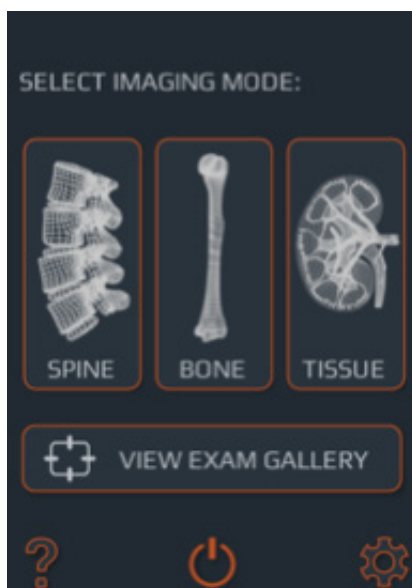 SELECT IMAGING MODE:
SPINE BONE TISSUE
VIEW EXAM GALLERY
?